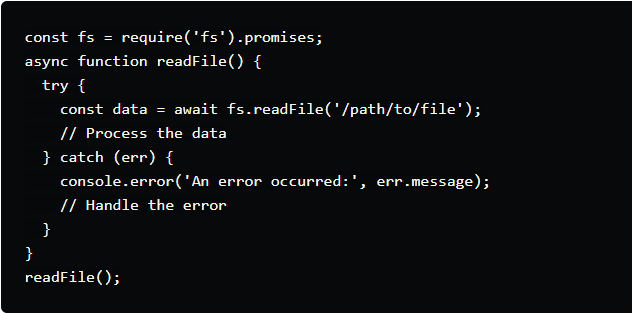 const fs = require('fs').promises;
async function readFile() {
  try {
    const data = await fs.readFile('/path/to/file');
    // Process the data
  } catch (err) {
    console.error('An error occurred:', err.message);
    // Handle the error
  }
}
readFile();